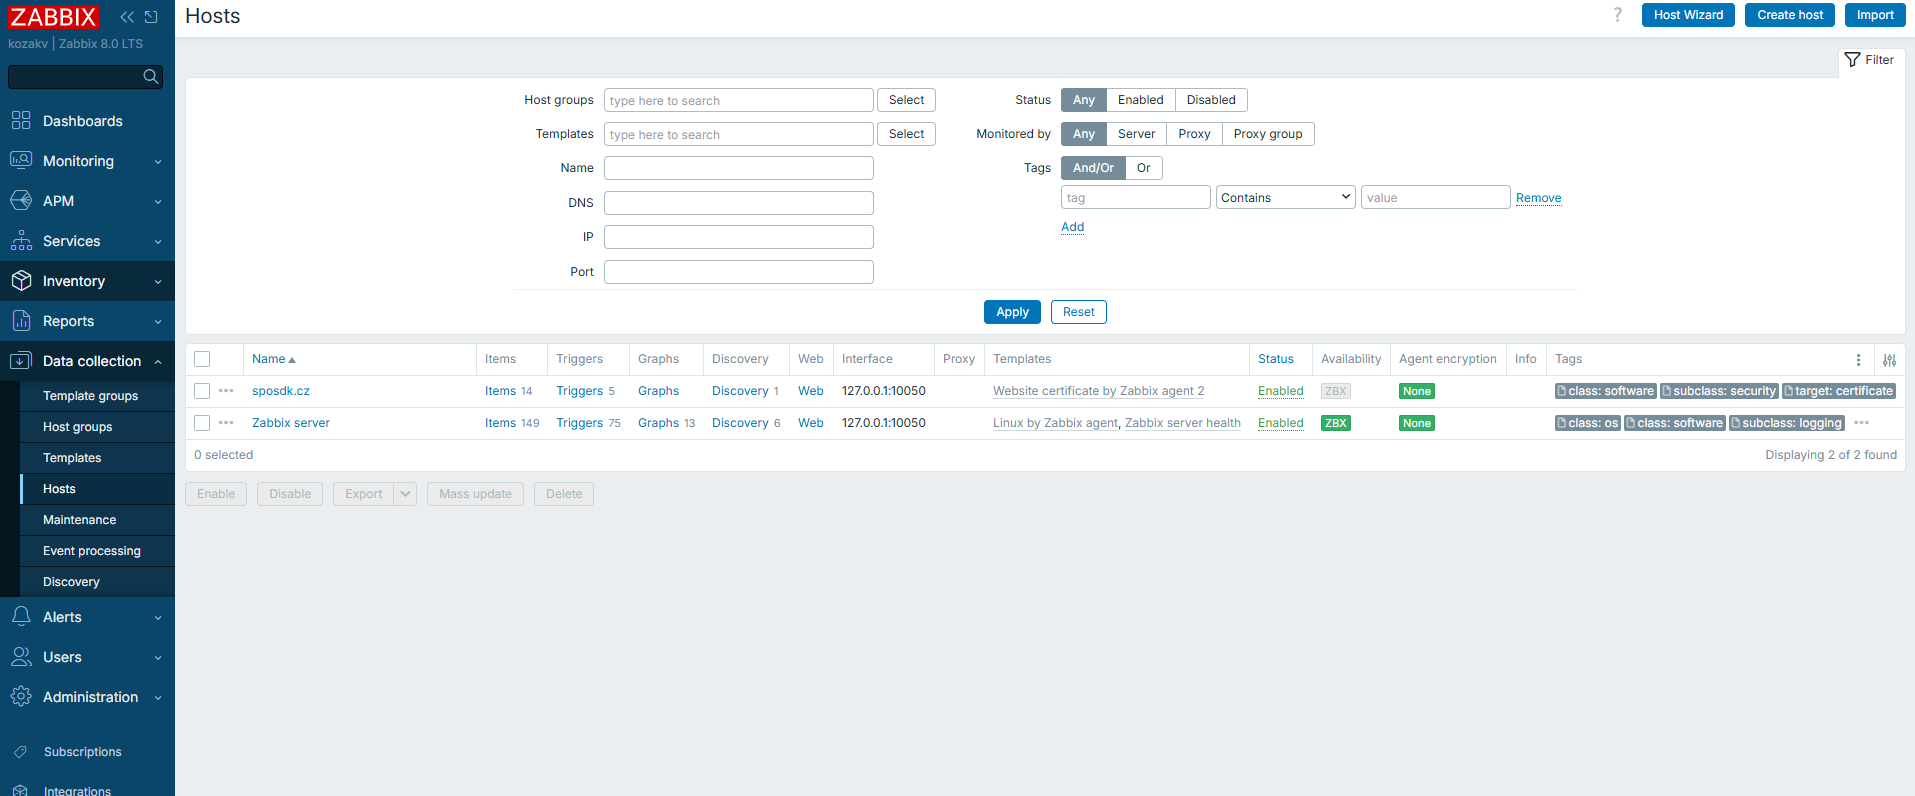 ZABBIX
kozakv | Zabbix 8.0 LTS
Dashboards
Monitoring
APM
Services
Inventory
Reports
Data collection
Template groups
Host groups
Templates
Hosts
Maintenance
Event processing
Discovery
Alerts
Users
Administration
Subscriptions
Integrations
Hosts
? Host Wizard Create host Import
Filter
Host groups type here to search Select
Templates type here to search Select
Name
DNS
IP
Port
Status Any Enabled Disabled
Monitored by Any Server Proxy Proxy group
Tags And/Or Or
tag Contains value Remove
Add
Apply Reset
Name Items Triggers Graphs Discovery Web Interface Proxy Templates Status Availability Agent encryption Info Tags
sposdk.cz Items 14 Triggers 5 Graphs Discovery 1 Web 127.0.0.1:10050 Website certificate by Zabbix agent 2 Enabled ZBX None class: software subclass: security target: certificate
Zabbix server Items 149 Triggers 75 Graphs 13 Discovery 6 Web 127.0.0.1:10050 Linux by Zabbix agent, Zabbix server health Enabled ZBX None class: os class: software subclass: logging
0 selected Displaying 2 of 2 found
Enable Disable Export Mass update Delete